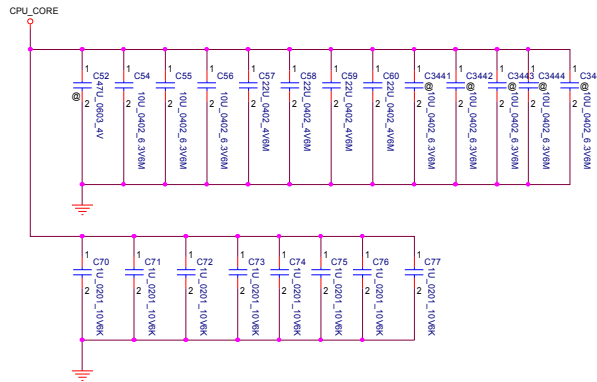 CPU_CORE
1 1 1 1 1 1 1 1 1 1 1 1 1
C52 C54 C55 C56 C57 C58 C59 C60 C3441 C3442 C3443 C3444 C34
@ @ @ @ @
2 2 2 2 2 2 2 2 2 2 2 2 2
47U_0603_4V
10U_0402_6.3V6M
10U_0402_6.3V6M
10U_0402_6.3V6M
22U_0402_4V6M
22U_0402_4V6M
22U_0402_4V6M
22U_0402_4V6M
10U_0402_6.3V6M
10U_0402_6.3V6M
10U_0402_6.3V6M
10U_0402_6.3V6M
10U_0402_6.3V6M
1 1 1 1 1 1 1 1
C70 C71 C72 C73 C74 C75 C76 C77
2 2 2 2 2 2 2 2
1U_0201_10V6K
1U_0201_10V6K
1U_0201_10V6K
1U_0201_10V6K
1U_0201_10V6K
1U_0201_10V6K
1U_0201_10V6K
1U_0201_10V6K